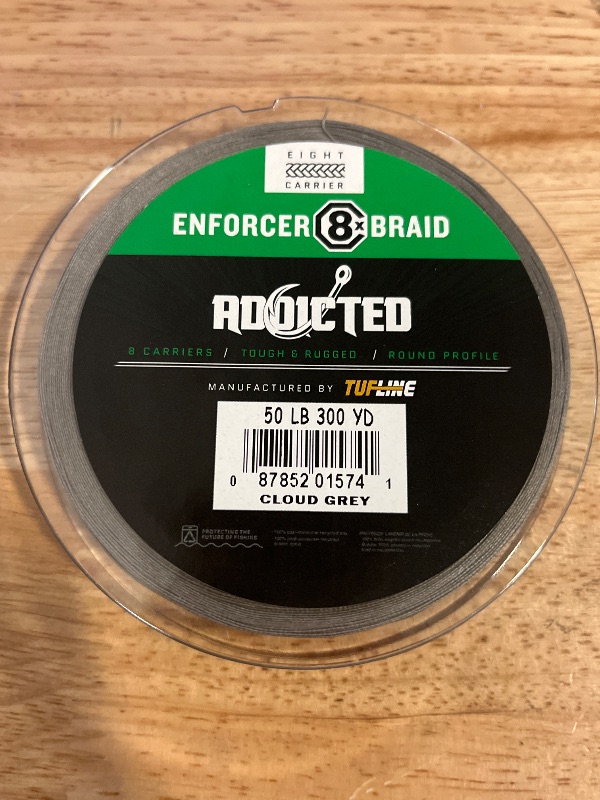 EIGHT
CARRIER
ENFORCER 8x BRAID
ADDICTED
8 CARRIERS / TOUGH & RUGGED / ROUND PROFILE
MANUFACTURED BY TUFLINE
50 LB 300 YD
0 87852 01574 1
CLOUD GREY
PROTECTING THE
FUTURE OF FISHING